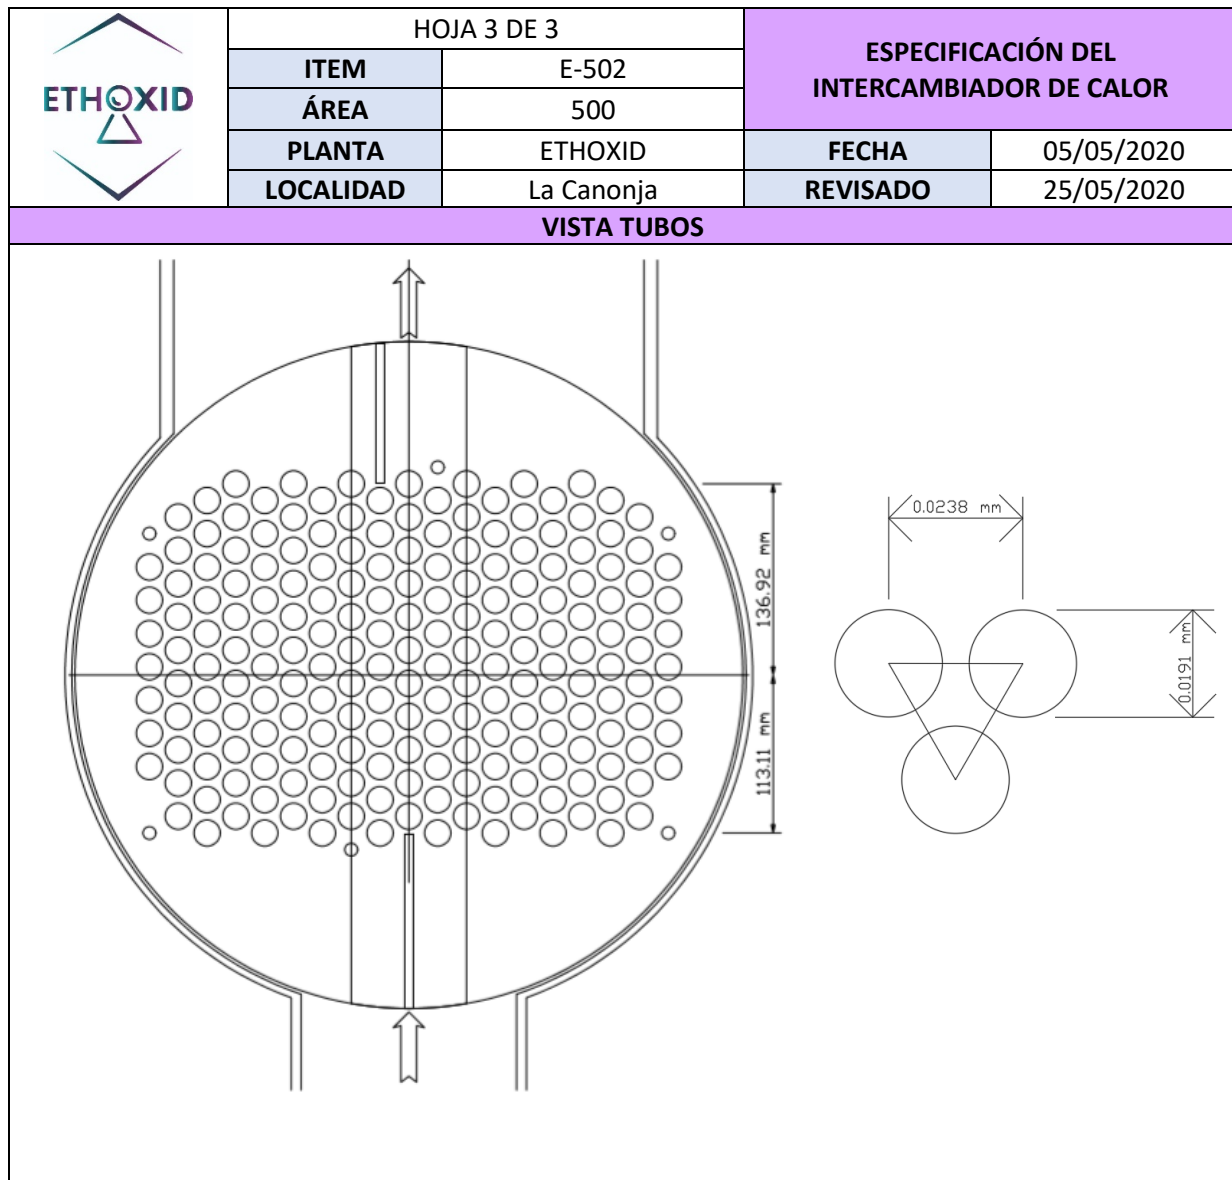 ETHOXID
HOJA 3 DE 3
ITEM E-502
ÁREA 500
PLANTA ETHOXID
LOCALIDAD La Canonja
ESPECIFICACIÓN DEL
INTERCAMBIADOR DE CALOR
FECHA 05/05/2020
REVISADO 25/05/2020
VISTA TUBOS
136.92 mm
113.11 mm
0.0238 mm
0.0191 mm